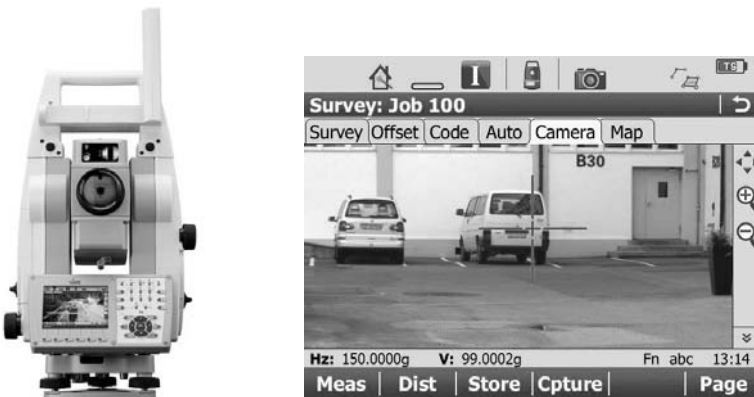 I
TS
Survey: Job 100
Survey Offset Code Auto Camera Map
B30
Hz: 150.0000g V: 99.0002g Fn abc 13:14
Meas Dist Store Cpture Page